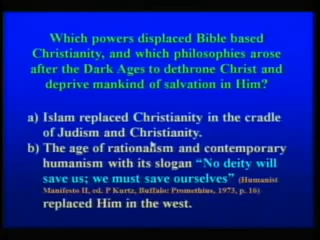 Which powers displaced Bible based
Christianity, and which philosophies arose
after the Dark Ages to dethrone Christ and
deprive mankind of salvation in Him?
a) Islam replaced Christianity in the cradle
of Judism and Christianity.
b) The age of rationalism and contemporary
humanism with its slogan “No deity will
save us; we must save ourselves” (Humanist
Manifesto II, ed. P Kurtz, Buffalo: Promethius, 1973, p. 16)
replaced Him in the west.